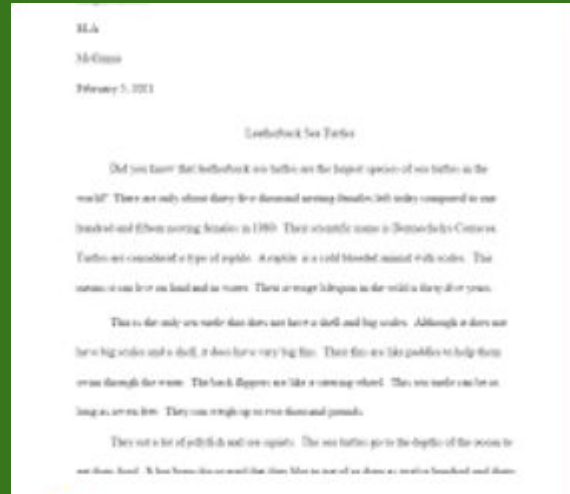 February 5, 2001
Leatherback Sea Turtles
Did you know that leatherback sea turtles are the largest species of sea turtles in the
world? There are only about thirty five thousand nesting females left today compared to one
hundred and fifteen nesting females in 1980. Their scientific name is Dermochelys Coriacea.
Turtles are considered a type of reptile. A reptile is a cold blooded animal with scales. This
means it can live on land and in water. Their average lifespan in the wild is thirty five years.
This is the only sea turtle that does not have a shell and big scales. Although it does not
have big scales and a shell, it does have very big fins. Their fins are like paddles to help them
swim through the water. The back flippers are like a steering wheel. This sea turtle can be as
long as seven feet. They can weigh up to two thousand pounds.
They eat a lot of jellyfish and sea squirts. The sea turtles go to the depths of the ocean to